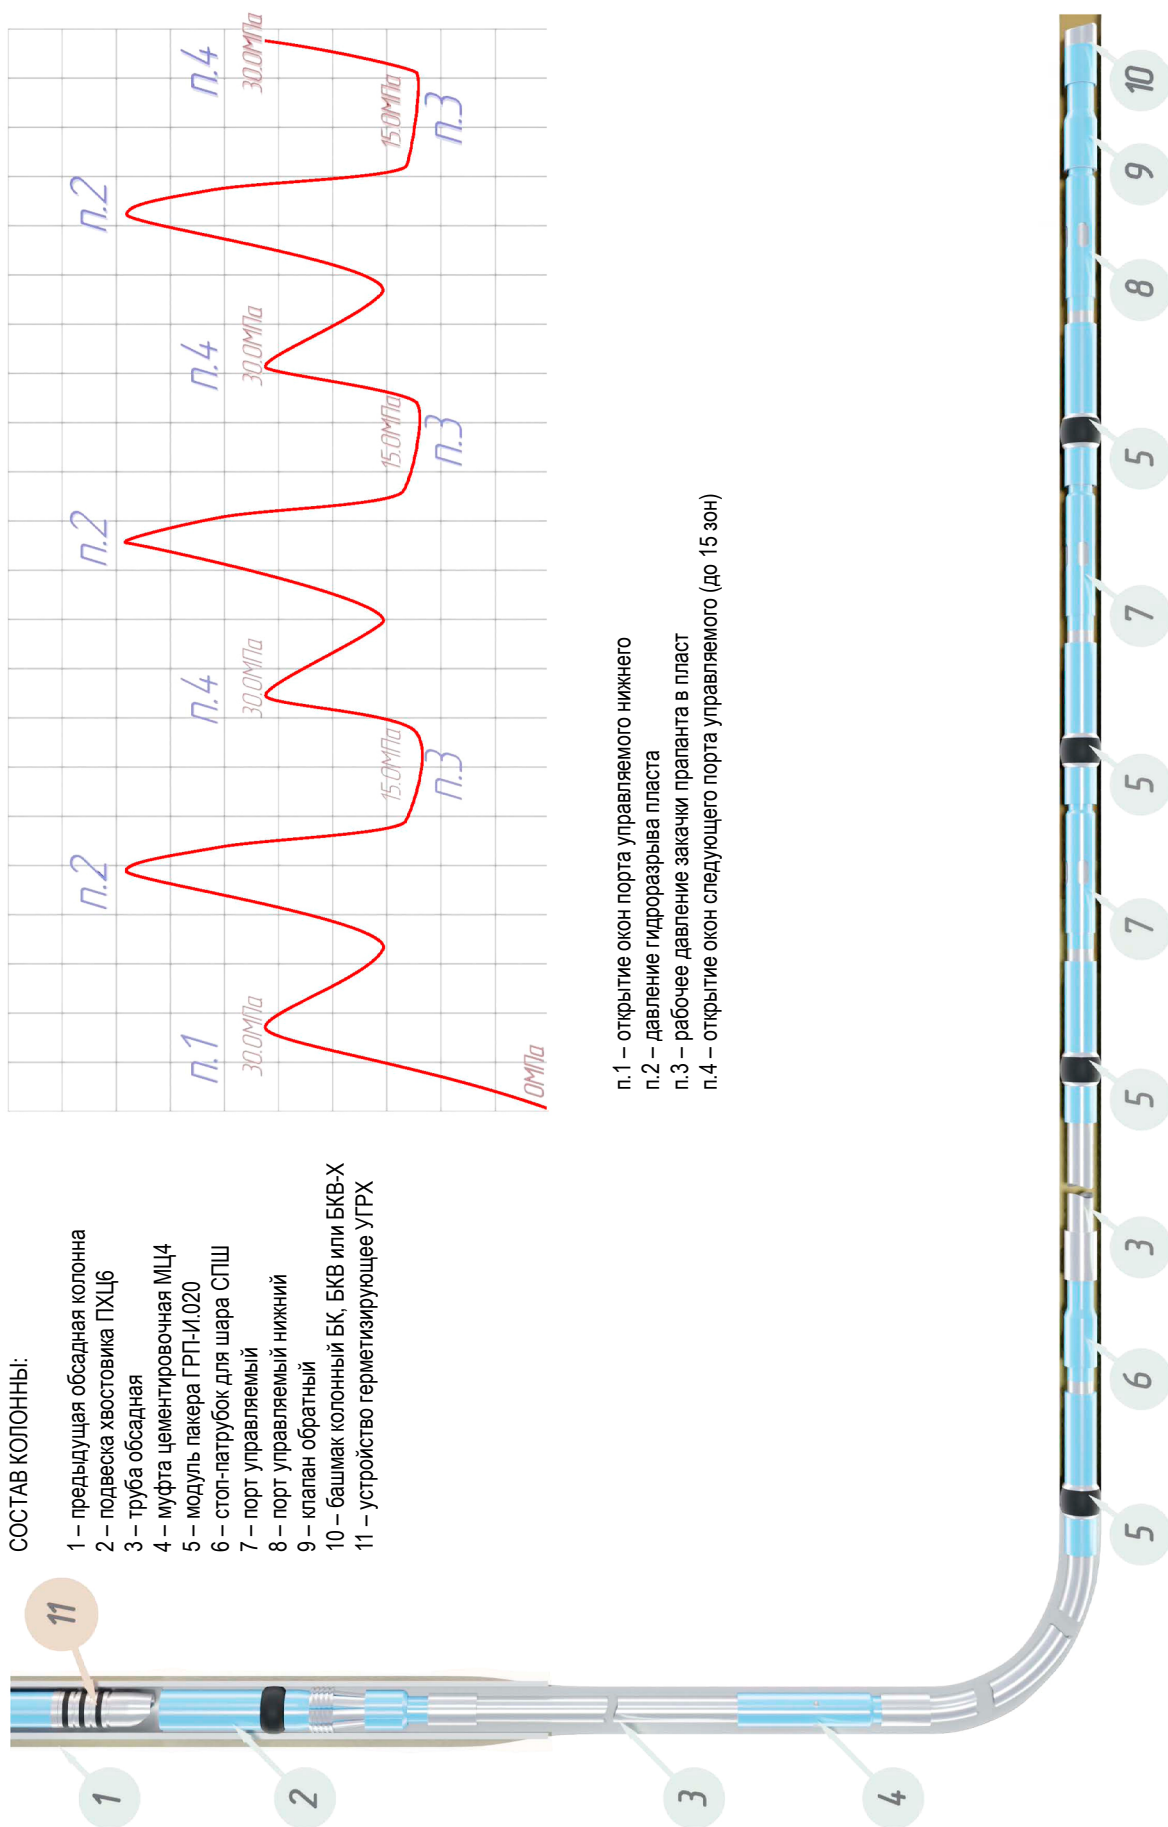 СОСТАВ КОЛОННЫ:
1 – предыдущая обсадная колонна
2 – подвеска хвостовика ПХЦ6
3 – труба обсадная
4 – муфта цементировочная МЦ4
5 – модуль пакера ГРП-И.020
6 – стоп-патрубок для шара СПШ
7 – порт управляемый
8 – порт управляемый нижний
9 – клапан обратный
10 – башмак колонный БК, БКВ или БКВ-Х
11 – устройство герметизирующее УГРХ
п.1
п.2
п.4
п.2
п.4
п.2
п.4
30.0МПа
30.0МПа
30.0МПа
30.0МПа
15.0МПа
15.0МПа
15.0МПа
п.3
п.3
п.3
0МПа
п.1 – открытие окон порта управляемого нижнего
п.2 – давление гидроразрыва пласта
п.3 – рабочее давление закачки прапанта в пласт
п.4 – открытие окон следующего порта управляемого (до 15 зон)
11
1
2
3
4
5
6
3
5
7
5
7
5
8
9
10